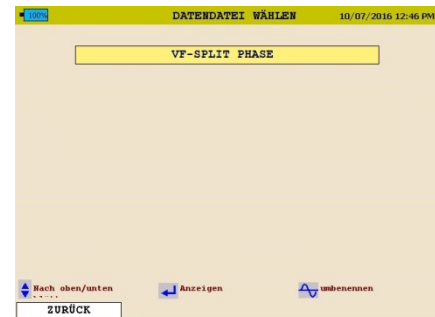 100%
DATENDATEI WÄHLEN
10/07/2016 12:46 PM
VF-SPLIT PHASE
Nach oben/unten
Anzeigen
umbenennen
ZURÜCK